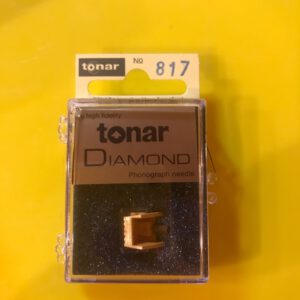 tonar No 817
high fidelity
tonar
DIAMOND
Phonograph needle